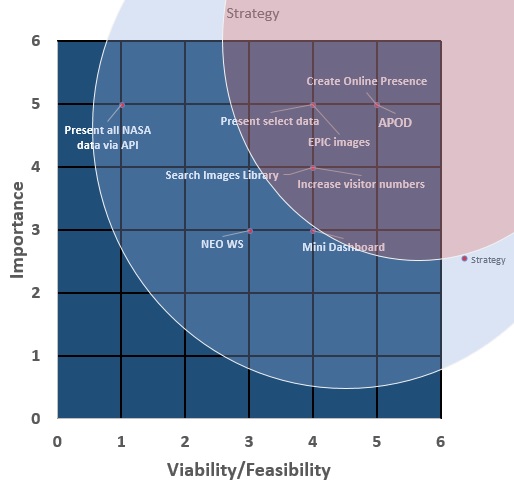 Strategy
6
Create Online Presence
5
Present select data
APOD
Present all NASA
data via API
EPIC images
4
Search Images Library
Increase visitor numbers
Importance
3
NEO WS
Mini Dashboard
Strategy
2
1
0
0 1 2 3 4 5 6
Viability/Feasibility